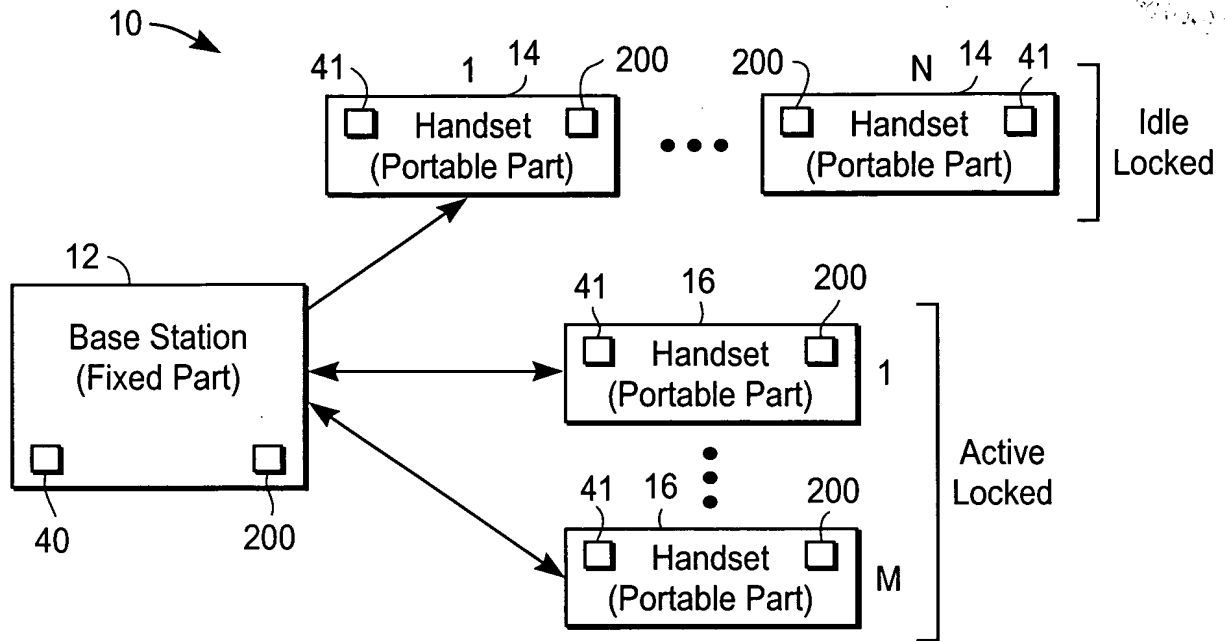 10
41
1
14
200
200
N
14
41
Handset
(Portable Part)
Handset
(Portable Part)
Idle
Locked
12
Base Station
(Fixed Part)
40
200
41
16
200
Handset
(Portable Part)
1
41
16
200
Handset
(Portable Part)
M
Active
Locked